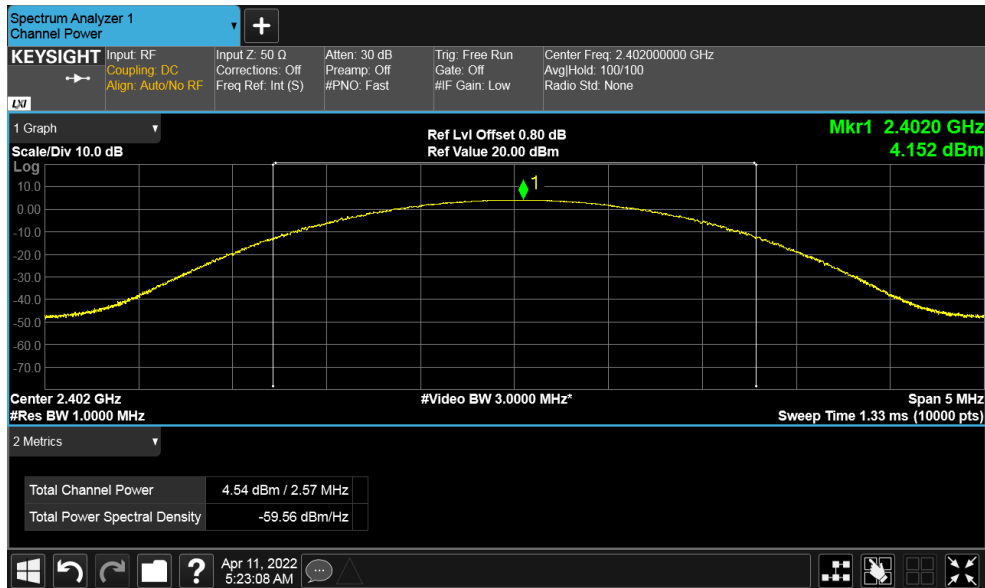 Spectrum Analyzer 1
Channel Power
+
KEYSIGHT
Input: RF
Coupling: DC
Align: Auto/No RF
Input Z: 50 Ω
Corrections: Off
Freq Ref: Int (S)
Atten: 30 dB
Preamp: Off
#PNO: Fast
Trig: Free Run
Gate: Off
#IF Gain: Low
Center Freq: 2.402000000 GHz
Avg|Hold: 100/100
Radio Std: None
LXI
1 Graph
Scale/Div 10.0 dB
Ref Lvl Offset 0.80 dB
Ref Value 20.00 dBm
Mkr1 2.4020 GHz
4.152 dBm
Log
10.0
0.00
-10.0
-20.0
-30.0
-40.0
-50.0
-60.0
-70.0
1
Center 2.402 GHz
#Res BW 1.0000 MHz
#Video BW 3.0000 MHz*
Span 5 MHz
Sweep Time 1.33 ms (10000 pts)
2 Metrics
Total Channel Power 4.54 dBm / 2.57 MHz
Total Power Spectral Density -59.56 dBm/Hz
?
Apr 11, 2022
5:23:08 AM